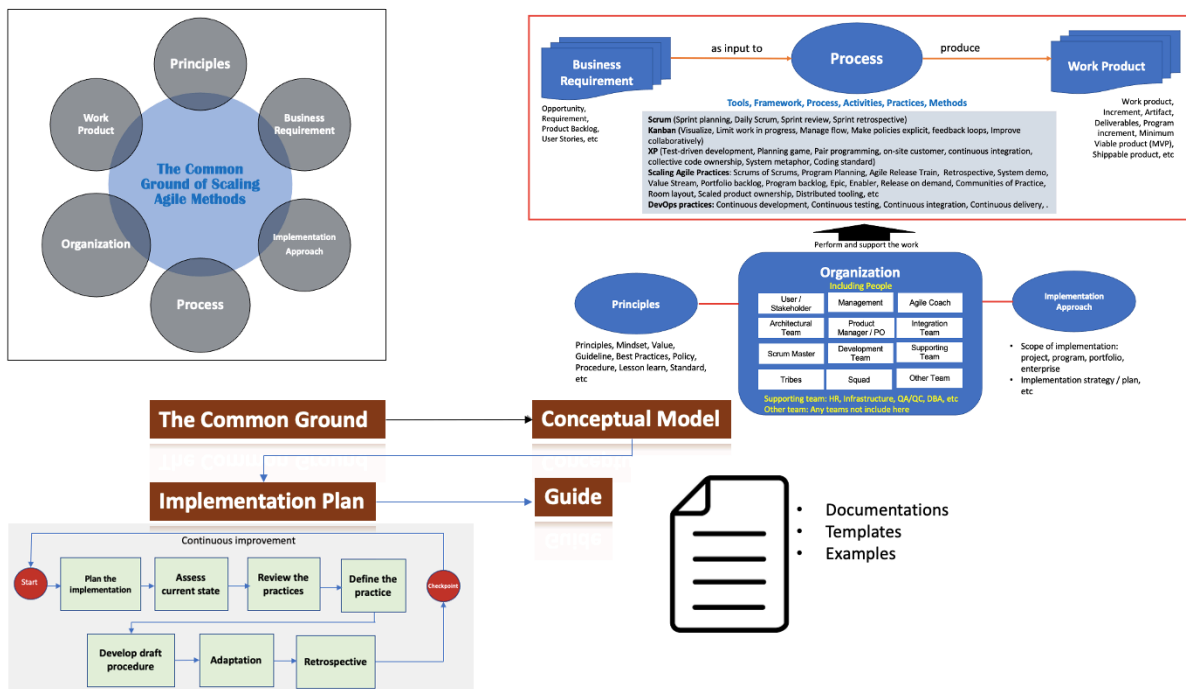 Principles
Work
Product
Business
Requirement
The Common
Ground of Scaling
Agile Methods
Organization
Implementation
Approach
Process
Business
Requirement
as input to
Process
produce
Work Product
Opportunity,
Requirement,
Product Backlog,
User Stories, etc
Work product,
Increment, Artifact,
Deliverables, Program
increment, Minimum
Viable product (MVP),
Shippable product, etc
Tools, Framework, Process, Activities, Practices, Methods
Scrum (Sprint planning, Daily Scrum, Sprint review, Sprint retrospective)
Kanban (Visualize, Limit work in progress, Manage flow, Make policies explicit, feedback loops, Improve
collaboratively)
XP (Test-driven development, Planning game, Pair programming, on-site customer, continuous integration,
collective code ownership, System metaphor, Coding standard)
Scaling Agile Practices: Scrums of Scrums, Program Planning, Agile Release Train, Retrospective, System demo,
Value Stream, Portfolio backlog, Program backlog, Epic, Enabler, Release on demand, Communities of Practice,
Room layout, Scaled product ownership, Distributed tooling, etc
DevOps practices: Continuous development, Continuous testing, Continuous integration, Continuous delivery, .
Perform and support the work
Principles
Principles, Mindset, Value,
Guideline, Best Practices, Policy,
Procedure, Lesson learn, Standard,
etc
Organization
Including People
User /
Stakeholder
Management
Agile Coach
Architectural
Team
Product
Manager / PO
Integration
Team
Scrum Master
Development
Team
Supporting
Team
Tribes
Squad
Other Team
Supporting team: HR, Infrastructure, QA/QC, DBA, etc
Other team: Any teams not include here
Implementation
Approach
• Scope of implementation:
project, program, portfolio,
enterprise
• Implementation strategy / plan,
etc
The Common Ground
Conceptual Model
Implementation Plan
Guide
Continuous improvement
Start
Plan the
implementation
Assess
current state
Review the
practices
Define the
practice
Checkpoint
Develop draft
procedure
Adaptation
Retrospective
• Documentations
• Templates
• Examples